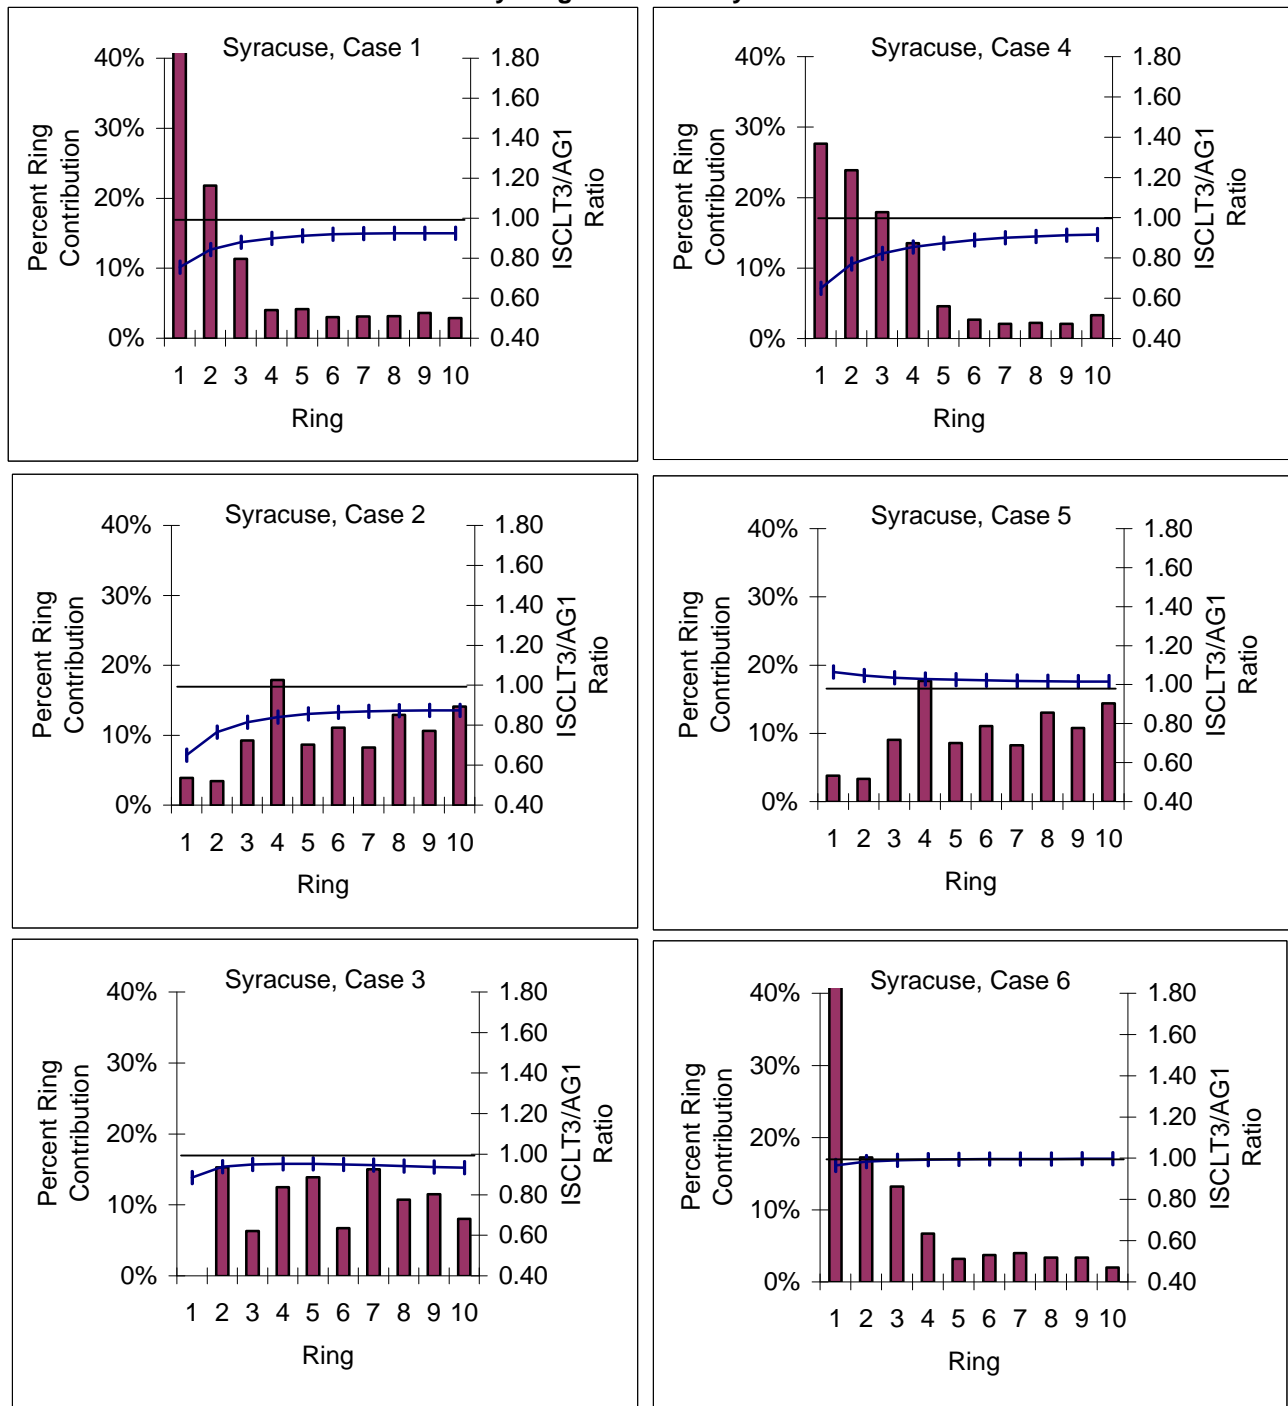 Syracuse, Case 1
40%
30%
20%
10%
0%
Percent Ring
Contribution
1.80
1.60
1.40
1.20
1.00
0.80
0.60
0.40
ISCLT3/AG1
Ratio
1 2 3 4 5 6 7 8 9 10
Ring
Syracuse, Case 4
40%
30%
20%
10%
0%
Percent Ring
Contribution
1.80
1.60
1.40
1.20
1.00
0.80
0.60
0.40
ISCLT3/AG1
Ratio
1 2 3 4 5 6 7 8 9 10
Ring
Syracuse, Case 2
40%
30%
20%
10%
0%
Percent Ring
Contribution
1.80
1.60
1.40
1.20
1.00
0.80
0.60
0.40
ISCLT3/AG1
Ratio
1 2 3 4 5 6 7 8 9 10
Ring
Syracuse, Case 5
40%
30%
20%
10%
0%
Percent Ring
Contribution
1.80
1.60
1.40
1.20
1.00
0.80
0.60
0.40
ISCLT3/AG1
Ratio
1 2 3 4 5 6 7 8 9 10
Ring
Syracuse, Case 3
40%
30%
20%
10%
0%
Percent Ring
Contribution
1.80
1.60
1.40
1.20
1.00
0.80
0.60
0.40
ISCLT3/AG1
Ratio
1 2 3 4 5 6 7 8 9 10
Ring
Syracuse, Case 6
40%
30%
20%
10%
0%
Percent Ring
Contribution
1.80
1.60
1.40
1.20
1.00
0.80
0.60
0.40
ISCLT3/AG1
Ratio
1 2 3 4 5 6 7 8 9 10
Ring